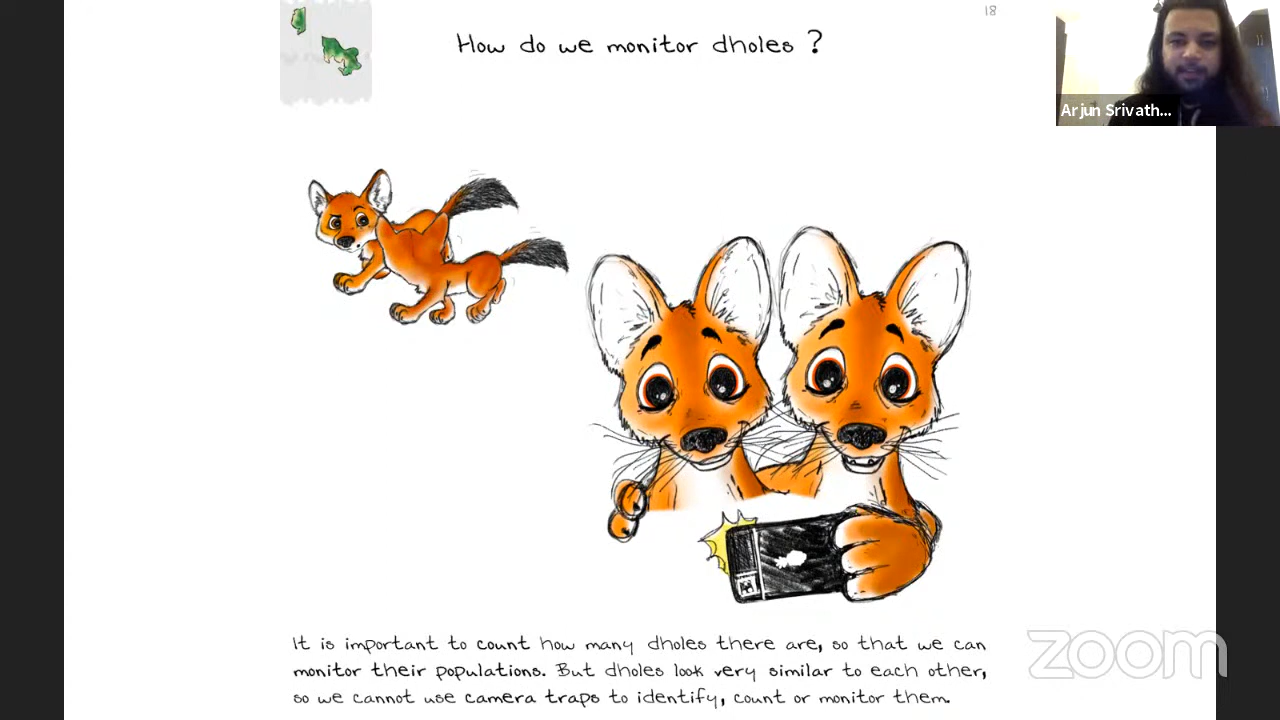 18
How do we monitor dholes ?
Arjun Srivath...
It is important to count how many dholes there are, so that we can
monitor their populations. But dholes look very similar to each other,
so we cannot use camera traps to identify, count or monitor them.
zoom